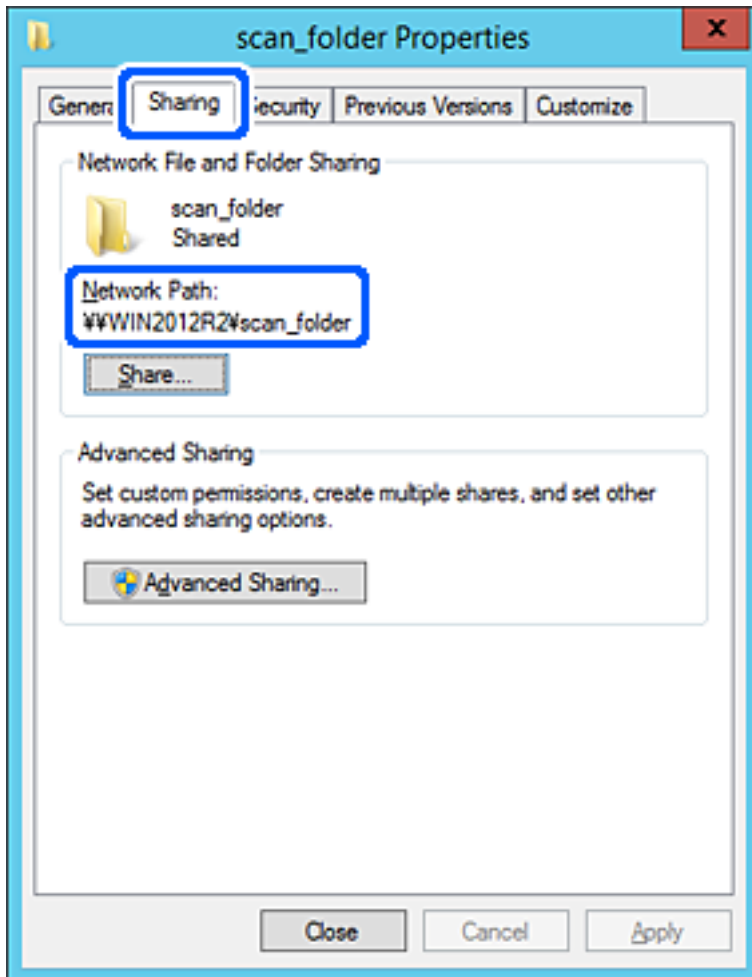 scan_folder Properties
x
Sharing Previous Versions Customize
Network File and Folder Sharing
scan_folder
Shared
Network Path:
¥¥WIN2012R2¥scan_folder
Share...
Advanced Sharing
Set custom permissions, create multiple shares, and set other
advanced sharing options.
Advanced Sharing...
Close Cancel Apply